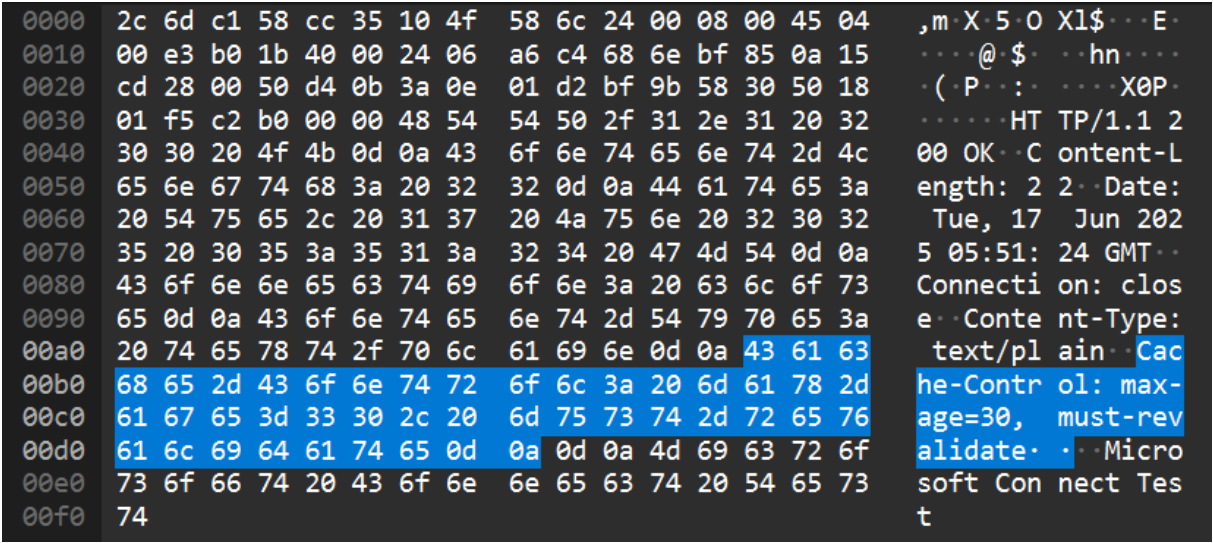 0000 2c 6d c1 58 cc 35 10 4f 58 6c 24 00 08 00 45 04 ,m·X·5·O Xl$···E·
0010 00 e3 b0 1b 40 00 24 06 a6 c4 68 6e bf 85 0a 15 ····@·$· ··hn····
0020 cd 28 00 50 d4 0b 3a 0e 01 d2 bf 9b 58 30 50 18 ·(·P··:· ····X0P·
0030 01 f5 c2 b0 00 00 48 54 54 50 2f 31 2e 31 20 32 ······HT TP/1.1 2
0040 30 30 20 4f 4b 0d 0a 43 6f 6e 74 65 6e 74 2d 4c 00 OK··C ontent-L
0050 65 6e 67 74 68 3a 20 32 32 0d 0a 44 61 74 65 3a ength: 2 2··Date:
0060 20 54 75 65 2c 20 31 37 20 4a 75 6e 20 32 30 32 Tue, 17 Jun 202
0070 35 20 30 35 3a 35 31 3a 32 34 20 47 4d 54 0d 0a 5 05:51: 24 GMT··
0080 43 6f 6e 6e 65 63 74 69 6f 6e 3a 20 63 6c 6f 73 Connecti on: clos
0090 65 0d 0a 43 6f 6e 74 65 6e 74 2d 54 79 70 65 3a e··Conte nt-Type:
00a0 20 74 65 78 74 2f 70 6c 61 69 6e 0d 0a 43 61 63 text/pl ain··Cac
00b0 68 65 2d 43 6f 6e 74 72 6f 6c 3a 20 6d 61 78 2d he-Contr ol: max-
00c0 61 67 65 3d 33 30 2c 20 6d 75 73 74 2d 72 65 76 age=30, must-rev
00d0 61 6c 69 64 61 74 65 0d 0a 0d 0a 4d 69 63 72 6f alidate· ···Micro
00e0 73 6f 66 74 20 43 6f 6e 6e 65 63 74 20 54 65 73 soft Con nect Tes
00f0 74 t